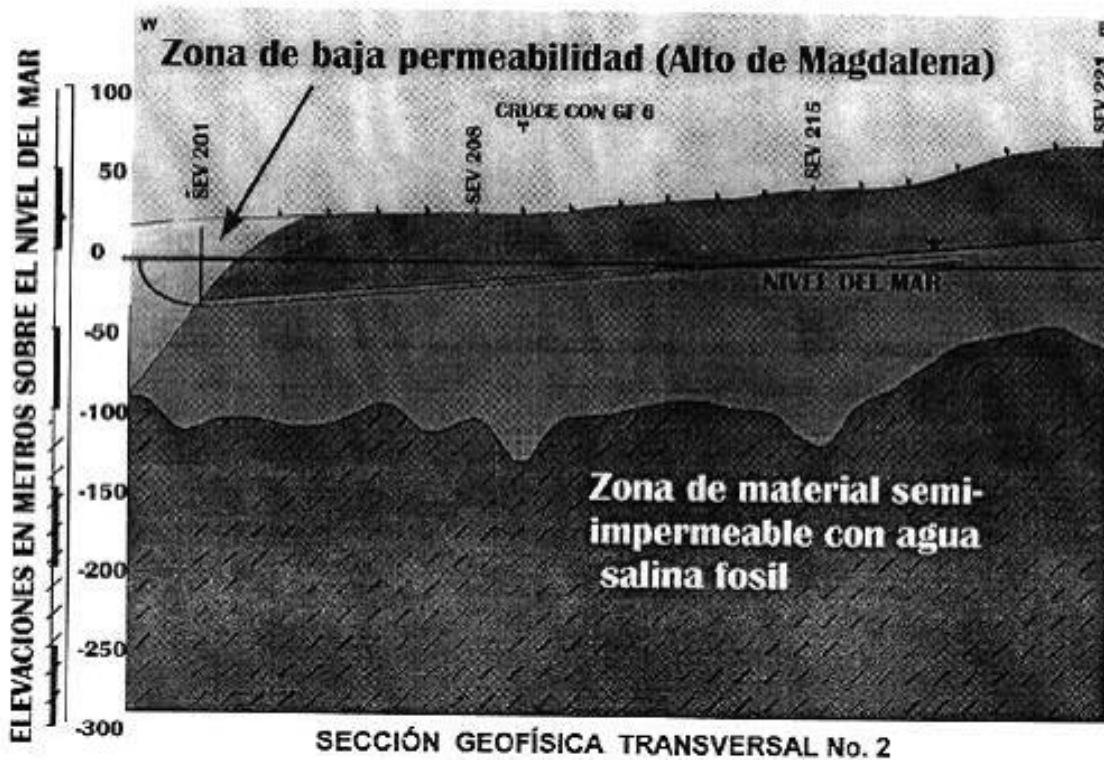 W
E
Zona de baja permeabilidad (Alto de Magdalena)
CRUCE CON GF 6
SEV 201
SEV 208
SEV 215
SEV 221
ELEVACIONES EN METROS SOBRE EL NIVEL DEL MAR
100
50
0
-50
-100
-150
-200
-250
-300
NIVEL DEL MAR
Zona de material semi-
impermeable con agua
salina fosil
SECCIÓN GEOFÍSICA TRANSVERSAL No. 2